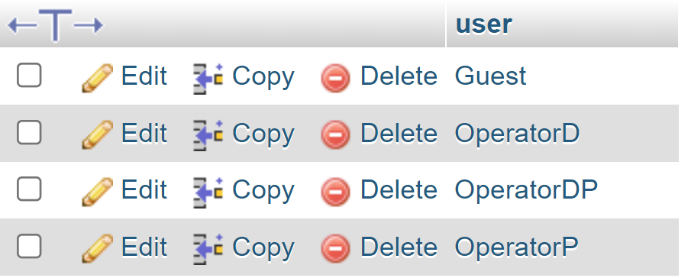 user
Edit Copy Delete Guest
Edit Copy Delete OperatorD
Edit Copy Delete OperatorDP
Edit Copy Delete OperatorP